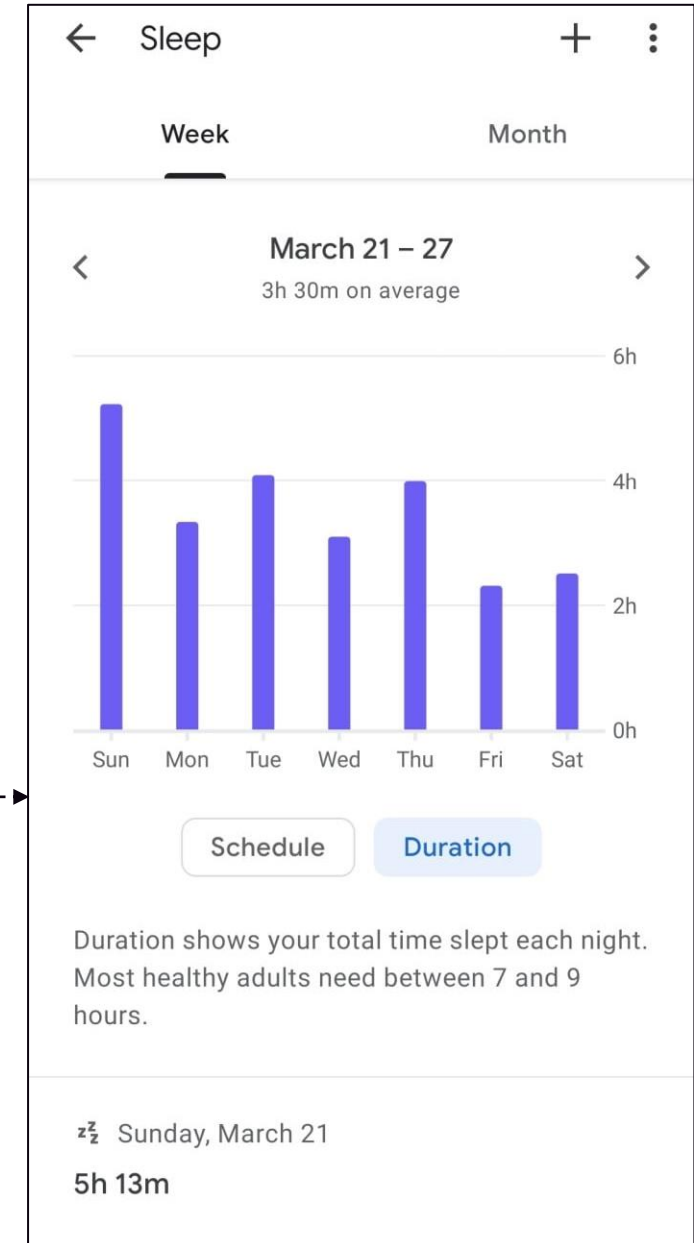 Sleep
Week Month
March 21 – 27
3h 30m on average
6h
4h
2h
0h
Sun Mon Tue Wed Thu Fri Sat
Schedule Duration
Duration shows your total time slept each night.
Most healthy adults need between 7 and 9
hours.
zzz Sunday, March 21
5h 13m